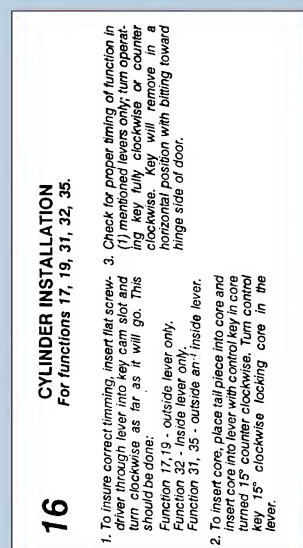 16
CYLINDER INSTALLATION
For functions 17, 19, 31, 32, 35.
1. To insure correct timming, insert flat screw-
driver through lever into key cam slot and
turn clockwise as far as it will go. This
should be done:
Function 17,19 - outside lever only.
Function 32 - Inside lever only.
Function 31, 35 - outside and inside lever.
2. To insert core, place tail piece into core and
insert core into lever with control key in core
turned 15° counter clockwise. Turn control
key 15° clockwise locking core in the
lever.
3. Check for proper timing of function in
(1) mentioned levers only; turn operat-
ing key fully clockwise or counter
clockwise. Key will remove in a
horizontal position with bitting toward
hinge side of door.